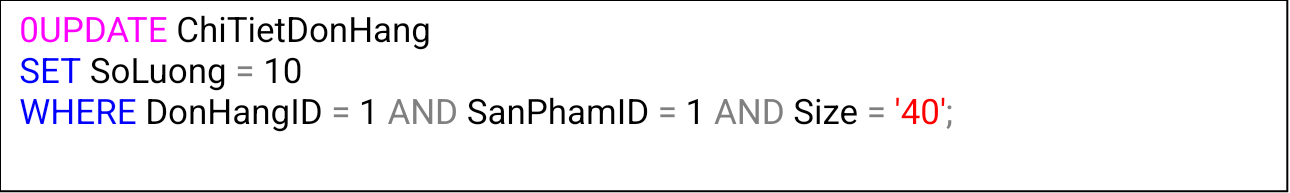 0UPDATE ChiTietDonHang
SET SoLuong = 10
WHERE DonHangID = 1 AND SanPhamID = 1 AND Size = '40';